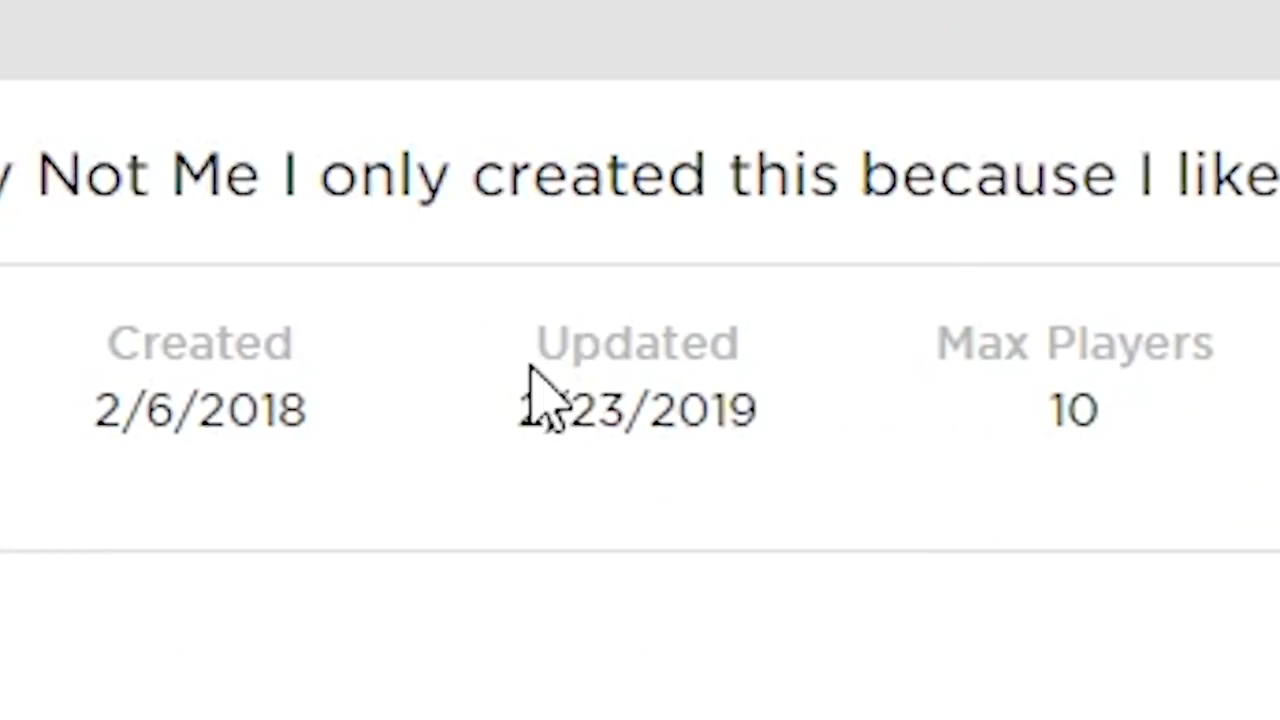 Not Me I only created this because I like
Created Updated Max Players
2/6/2018 23/2019 10